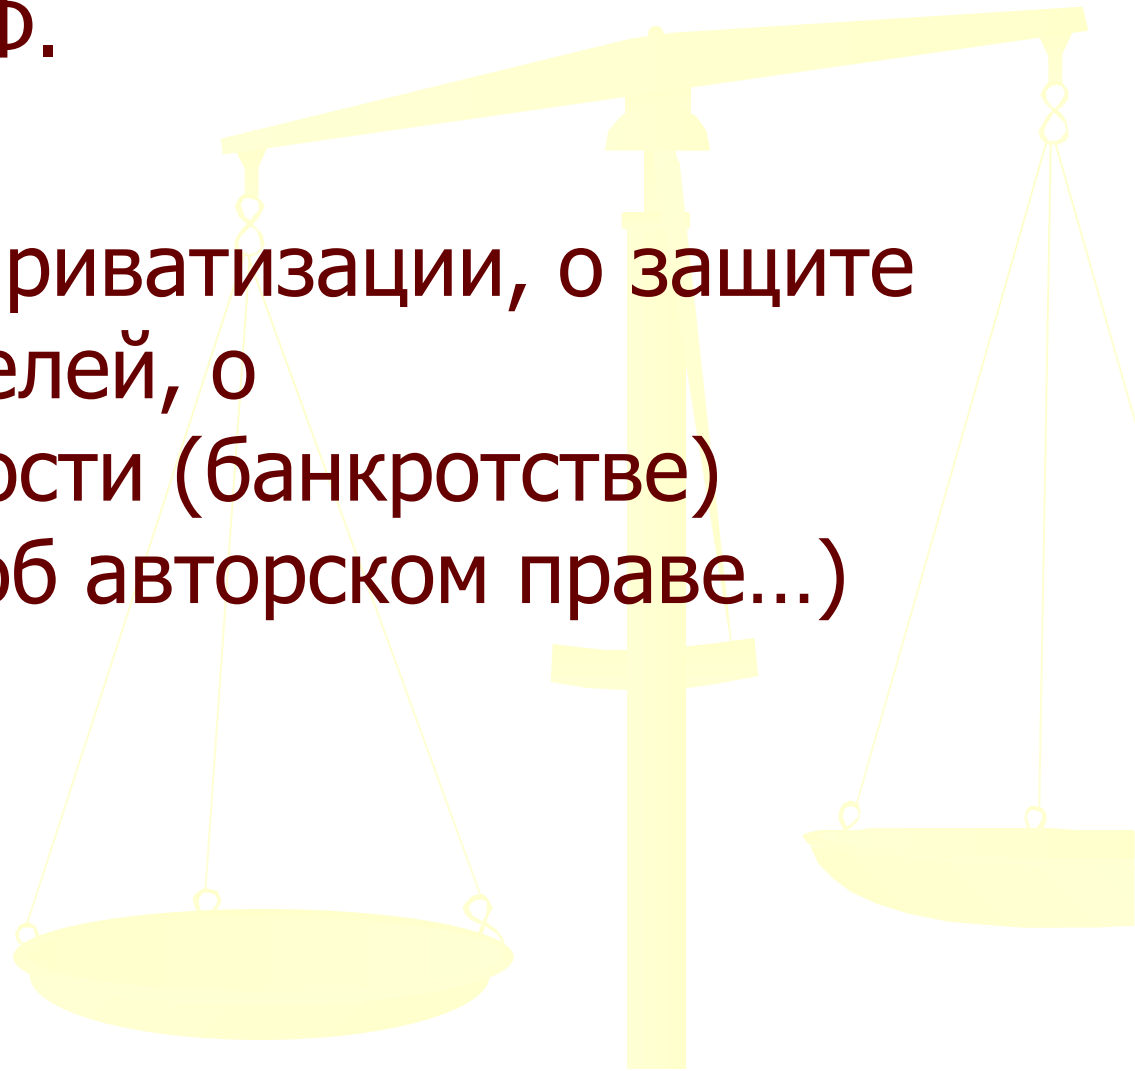 Ф.
риватизации, о защите
елей, о
ости (банкротстве)
об авторском праве…)